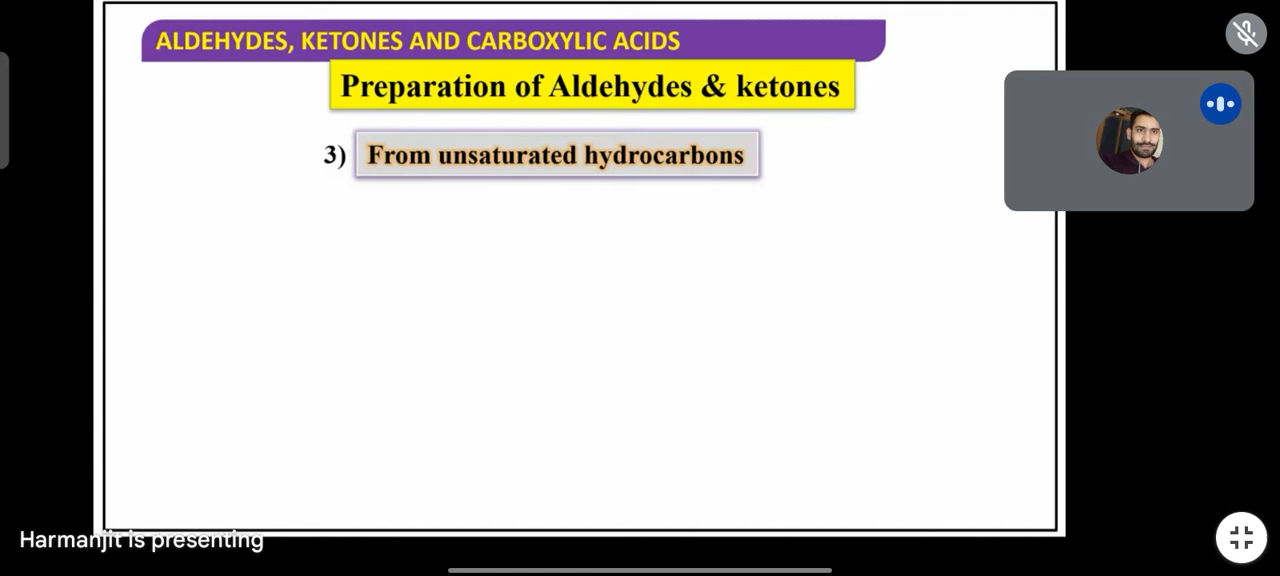 ALDEHYDES, KETONES AND CARBOXYLIC ACIDS
Preparation of Aldehydes & ketones
3) From unsaturated hydrocarbons
Harmanjit is presenting